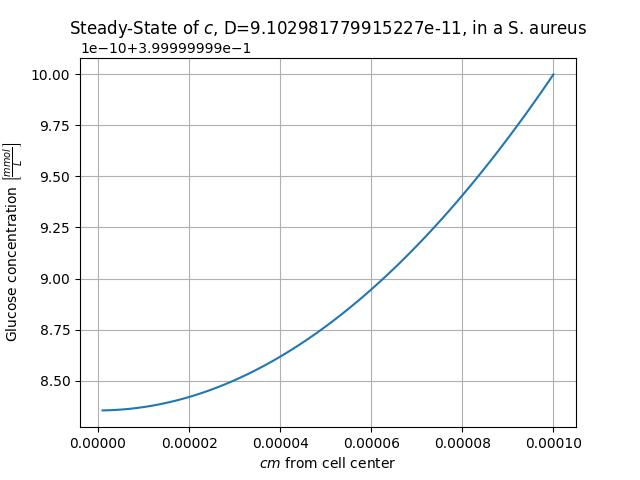 Steady-State of c, D=9.102981779915227e-11, in a S. aureus
1e−10+3.99999999e−1
10.00
9.75
9.50
9.25
9.00
8.75
8.50
Glucose concentration [mmol/L]
0.00000 0.00002 0.00004 0.00006 0.00008 0.00010
cm from cell center